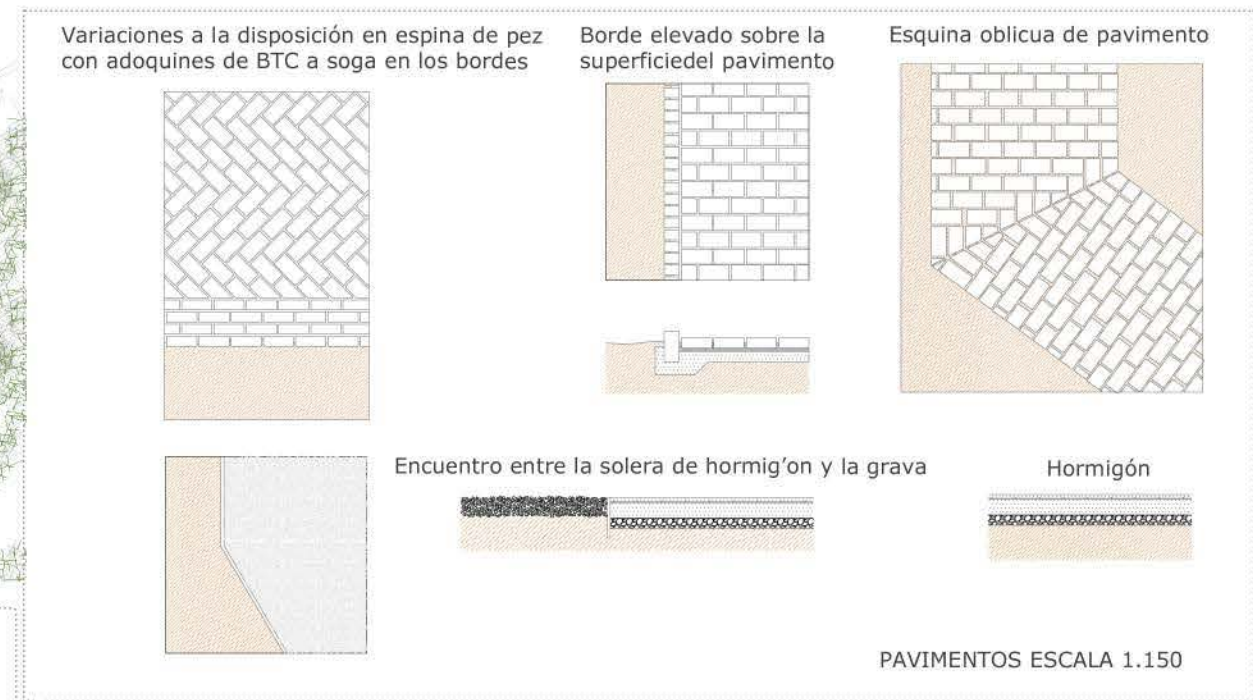 Variaciones a la disposición en espina de pez
con adoquines de BTC a soga en los bordes
Borde elevado sobre la
superficiedel pavimento
Esquina oblicua de pavimento
Encuentro entre la solera de hormig'on y la grava
Hormigón
PAVIMENTOS ESCALA 1.150